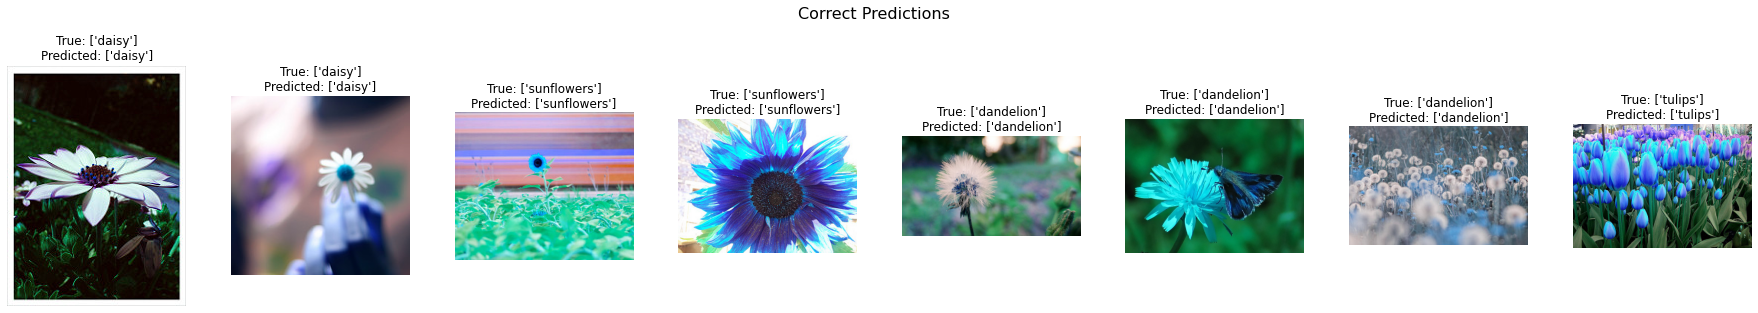 Correct Predictions
True: ['daisy']
Predicted: ['daisy']
True: ['daisy']
Predicted: ['daisy']
True: ['sunflowers']
Predicted: ['sunflowers']
True: ['sunflowers']
Predicted: ['sunflowers']
True: ['dandelion']
Predicted: ['dandelion']
True: ['dandelion']
Predicted: ['dandelion']
True: ['dandelion']
Predicted: ['dandelion']
True: ['tulips']
Predicted: ['tulips']